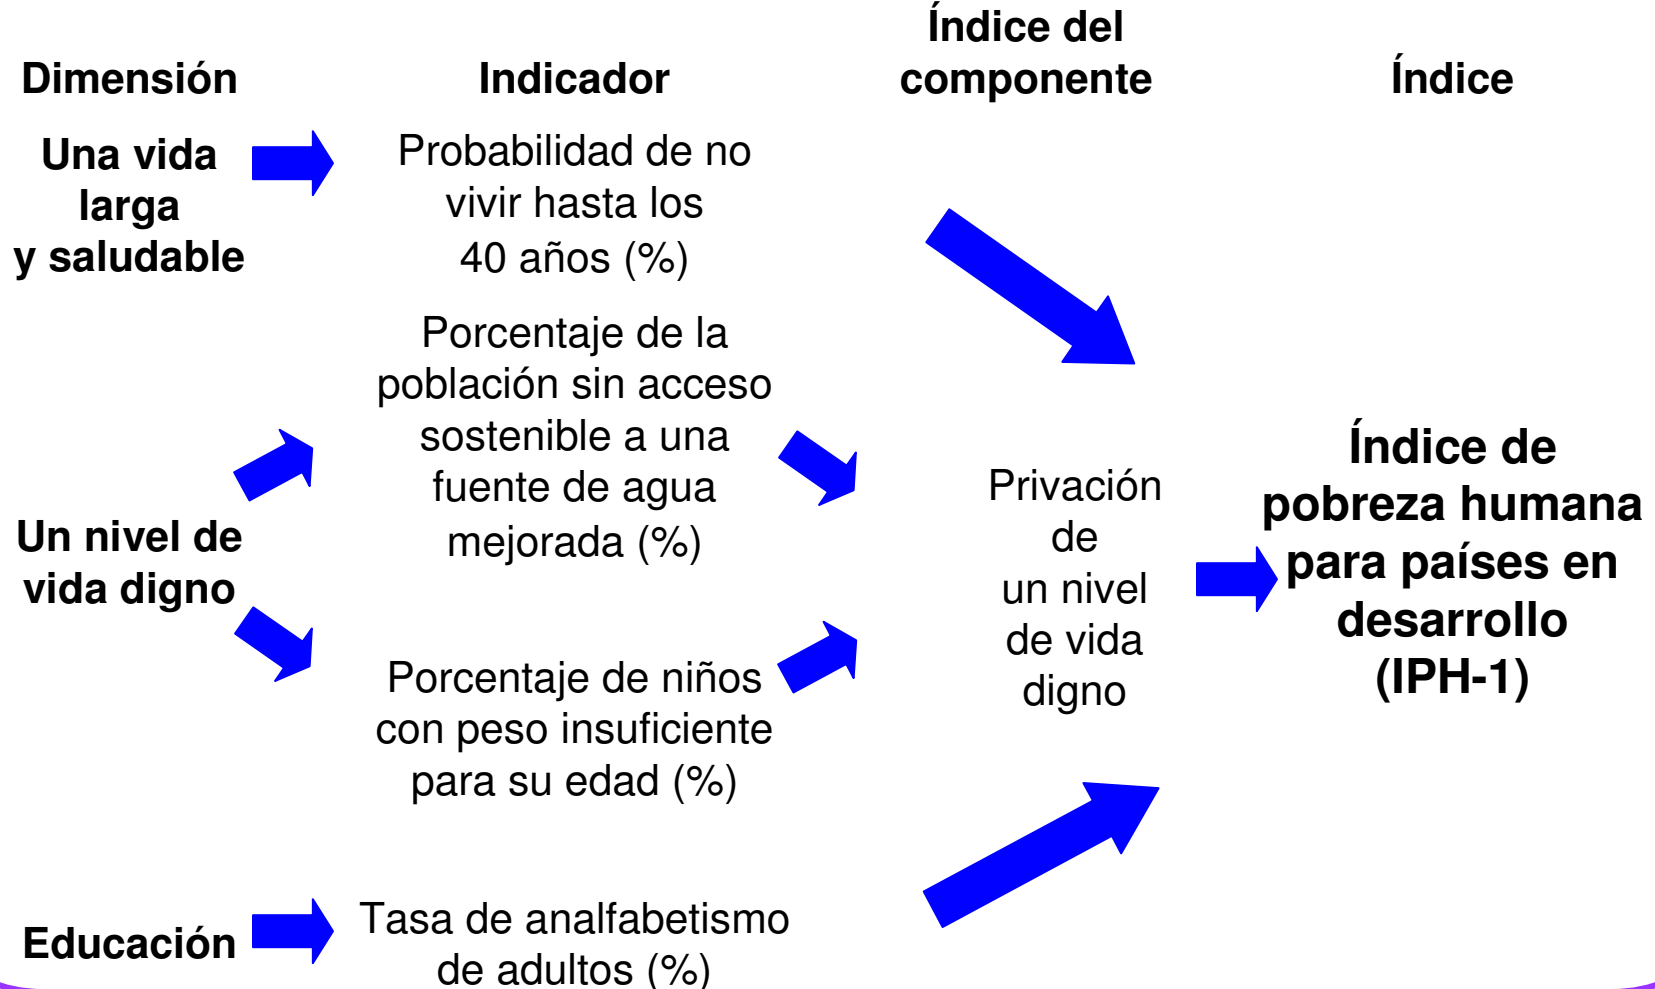 Dimensión
Indicador
Índice del
componente
Índice
Una vida
larga
y saludable
Probabilidad de no
vivir hasta los
40 años (%)
Porcentaje de la
población sin acceso
sostenible a una
fuente de agua
mejorada (%)
Un nivel de
vida digno
Porcentaje de niños
con peso insuficiente
para su edad (%)
Privación
de
un nivel
de vida
digno
Índice de
pobreza humana
para países en
desarrollo
(IPH-1)
Educación
Tasa de analfabetismo
de adultos (%)